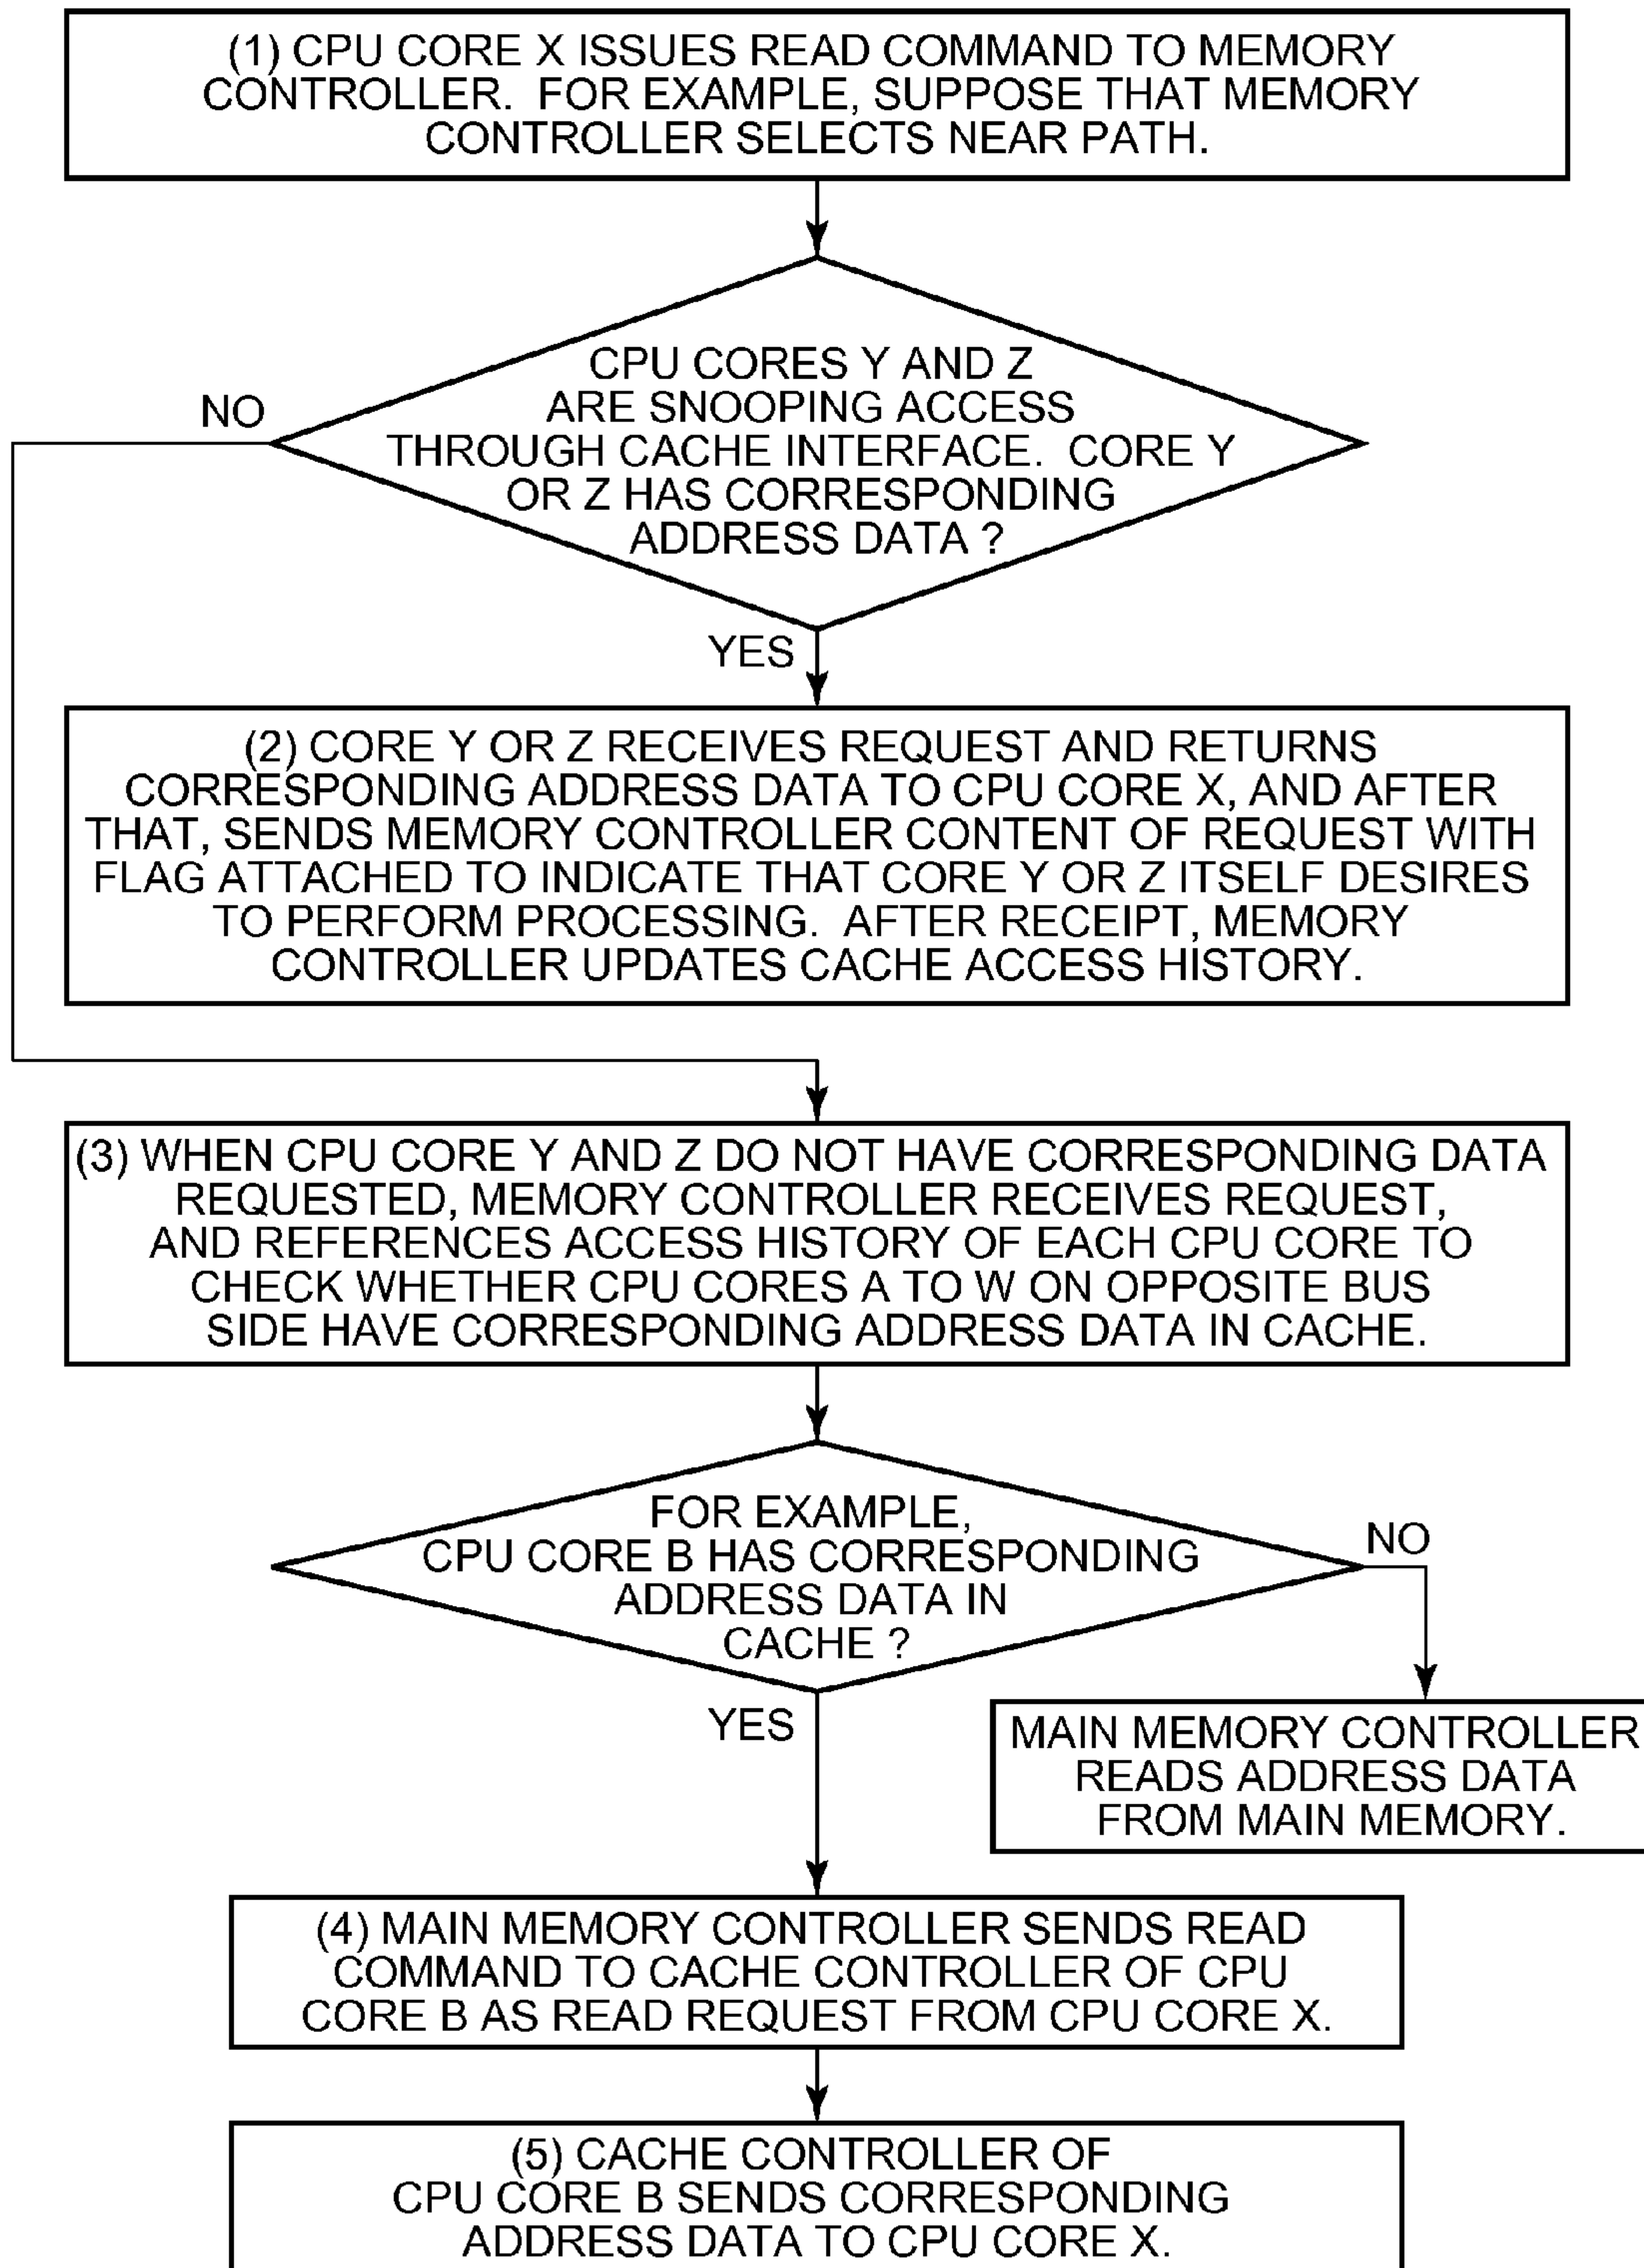 (1) CPU CORE X ISSUES READ COMMAND TO MEMORY
CONTROLLER. FOR EXAMPLE, SUPPOSE THAT MEMORY
CONTROLLER SELECTS NEAR PATH.
CPU CORES Y AND Z
ARE SNOOPING ACCESS
THROUGH CACHE INTERFACE. CORE Y
OR Z HAS CORRESPONDING
ADDRESS DATA ?
NO
YES
(2) CORE Y OR Z RECEIVES REQUEST AND RETURNS
CORRESPONDING ADDRESS DATA TO CPU CORE X, AND AFTER
THAT, SENDS MEMORY CONTROLLER CONTENT OF REQUEST WITH
FLAG ATTACHED TO INDICATE THAT CORE Y OR Z ITSELF DESIRES
TO PERFORM PROCESSING. AFTER RECEIPT, MEMORY
CONTROLLER UPDATES CACHE ACCESS HISTORY.
(3) WHEN CPU CORE Y AND Z DO NOT HAVE CORRESPONDING DATA
REQUESTED, MEMORY CONTROLLER RECEIVES REQUEST,
AND REFERENCES ACCESS HISTORY OF EACH CPU CORE TO
CHECK WHETHER CPU CORES A TO W ON OPPOSITE BUS
SIDE HAVE CORRESPONDING ADDRESS DATA IN CACHE.
FOR EXAMPLE,
CPU CORE B HAS CORRESPONDING
ADDRESS DATA IN
CACHE ?
NO
YES
MAIN MEMORY CONTROLLER
READS ADDRESS DATA
FROM MAIN MEMORY.
(4) MAIN MEMORY CONTROLLER SENDS READ
COMMAND TO CACHE CONTROLLER OF CPU
CORE B AS READ REQUEST FROM CPU CORE X.
(5) CACHE CONTROLLER OF
CPU CORE B SENDS CORRESPONDING
ADDRESS DATA TO CPU CORE X.